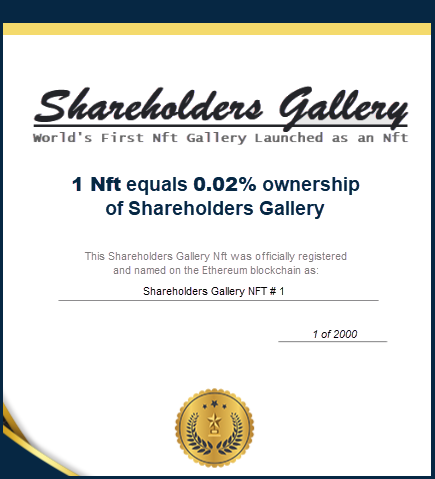 Shareholders Gallery
World's First Nft Gallery Launched as an Nft
1 Nft equals 0.02% ownership
of Shareholders Gallery
This Shareholders Gallery Nft was officially registered
and named on the Ethereum blockchain as:
Shareholders Gallery NFT # 1
1 of 2000